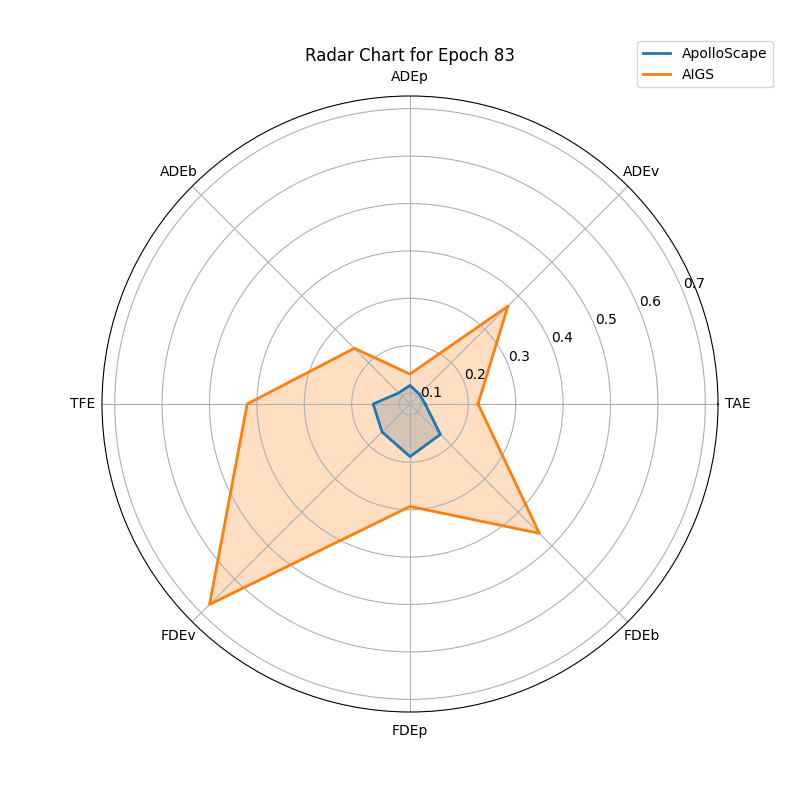 Radar Chart for Epoch 83
ApolloScape
AIGS
ADEp
ADEb
ADEv
0.7
0.6
0.5
0.4
0.3
0.2
0.1
TFE
TAE
FDEv
FDEb
FDEp